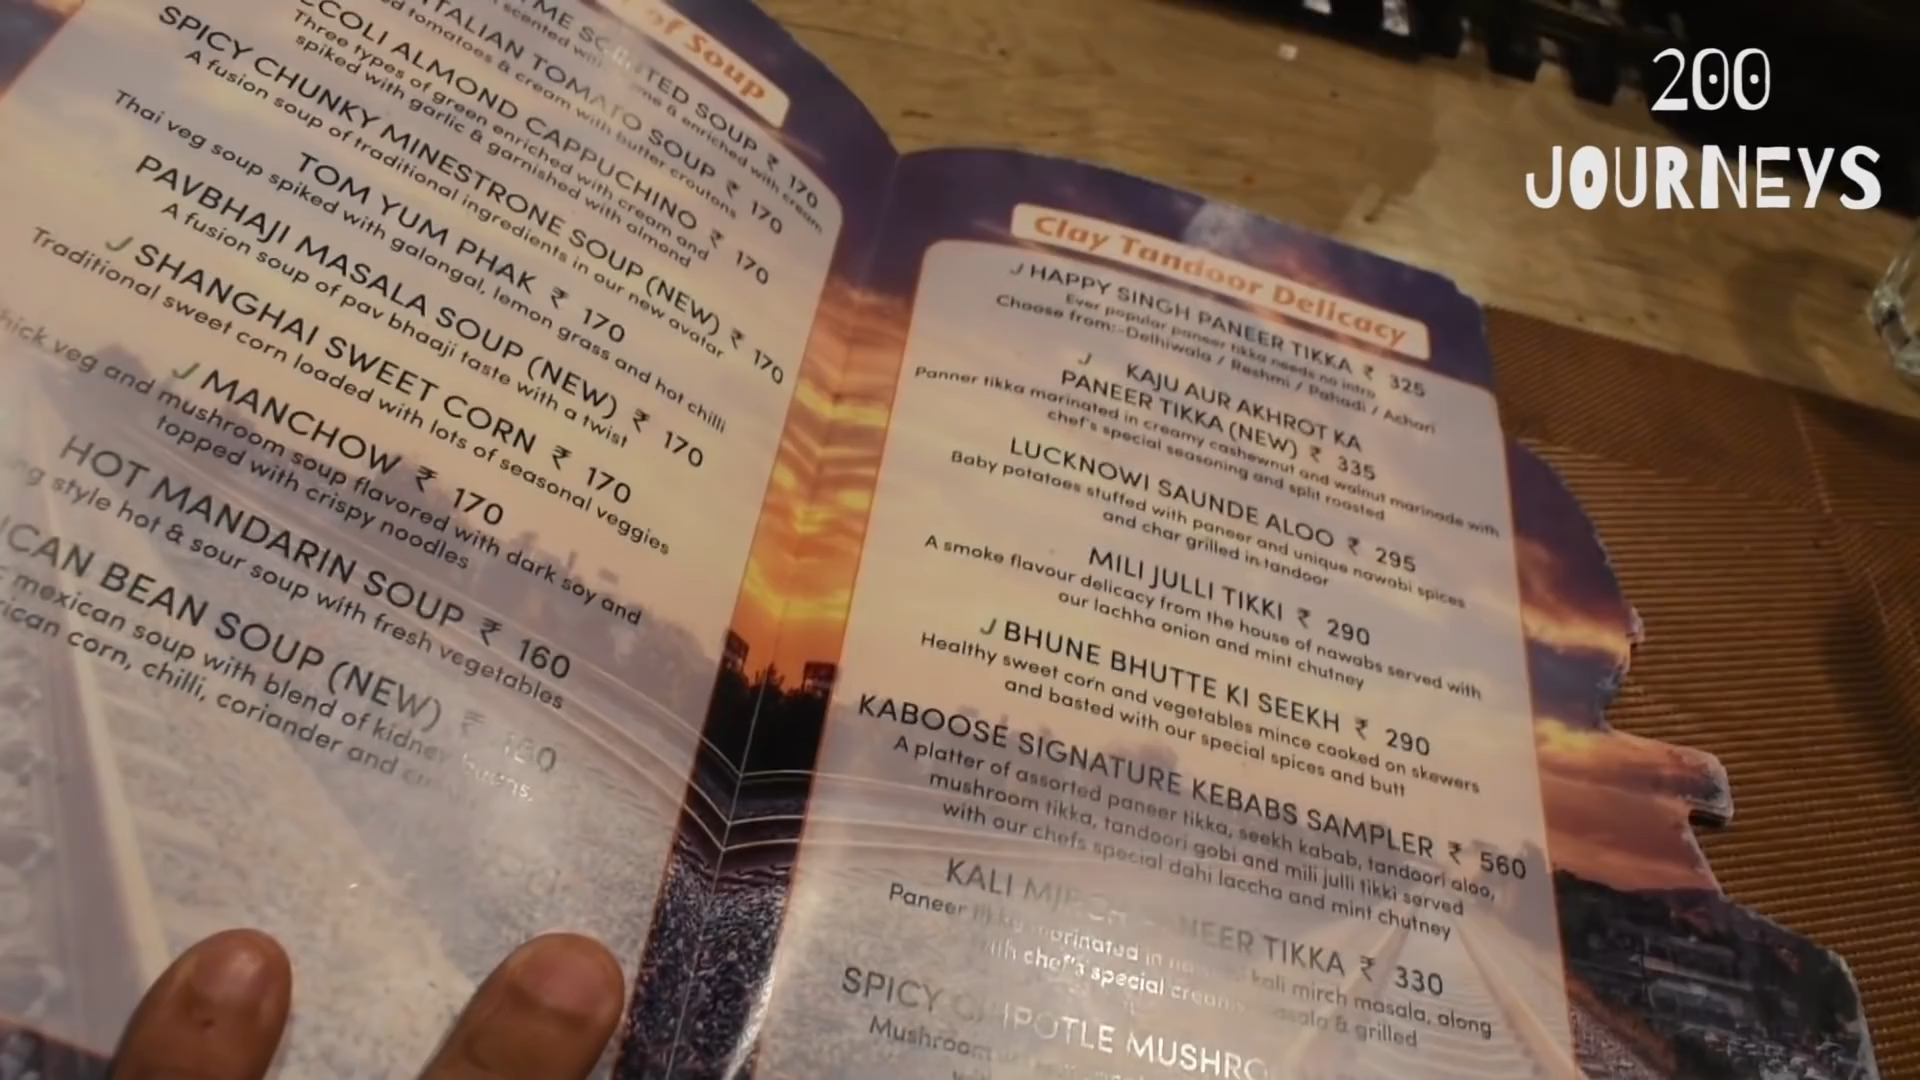 of Soup
SOUP ₹ 170
& enriched with cream
ITALIAN TOMATO SOUP ₹ 170
tomatoes & cream with butter croutons
ALMOND CAPPUCHINO ₹ 170
Three types of green enriched with cream and
spiked with garlic & garnished with almond
SPICY CHUNKY MINESTRONE SOUP (NEW) ₹ 170
A fusion soup of traditional ingredients in our new avatar
TOM YUM PHAK ₹ 170
Thai veg soup spiked with galangal, lemon grass and hot chilli
PAVBHAJI MASALA SOUP (NEW) ₹ 170
A fusion soup of pav bhaaji taste with a twist
SHANGHAI SWEET CORN ₹ 170
Traditional sweet corn loaded with lots of seasonal veggies
MANCHOW ₹ 170
veg and mushroom soup flavored with dark soy and
topped with crispy noodles
HOT MANDARIN SOUP ₹ 160
style hot & sour soup with fresh vegetables
BEAN SOUP (NEW) ₹
mexican soup with blend of kidney
corn, chilli, coriander and
Clay Tandoor Delicacy
HAPPY SINGH PANEER TIKKA ₹ 325
Ever popular paneer tikka needs no intro
Choose from:-Delhiwala / Reshmi / Pahadi / Achari
KAJU AUR AKHROT KA
PANEER TIKKA (NEW) ₹ 335
Panner tikka marinated in creamy cashewnut and walnut marinade with
chef's special seasoning and split roasted
LUCKNOWI SAUNDE ALOO ₹ 295
Baby potatoes stuffed with paneer and unique nawabi spices
and char grilled in tandoor
MILI JULLI TIKKI ₹ 290
A smoke flavour delicacy from the house of nawabs served with
our lachha onion and mint chutney
BHUNE BHUTTE KI SEEKH ₹ 290
Healthy sweet corn and vegetables mince cooked on skewers
and basted with our special spices and butt
KABOOSE SIGNATURE KEBABS SAMPLER ₹ 560
A platter of assorted paneer tikka, seekh kabab, tandoori aloo,
mushroom tikka, tandoori gobi and mili julli tikki served
with our chefs special dahi laccha and mint chutney
KALI TIKKA ₹ 330
Paneer marinated in kali mirch masala, along
with chef's special & grilled
SPICY
200
JOURNEYS